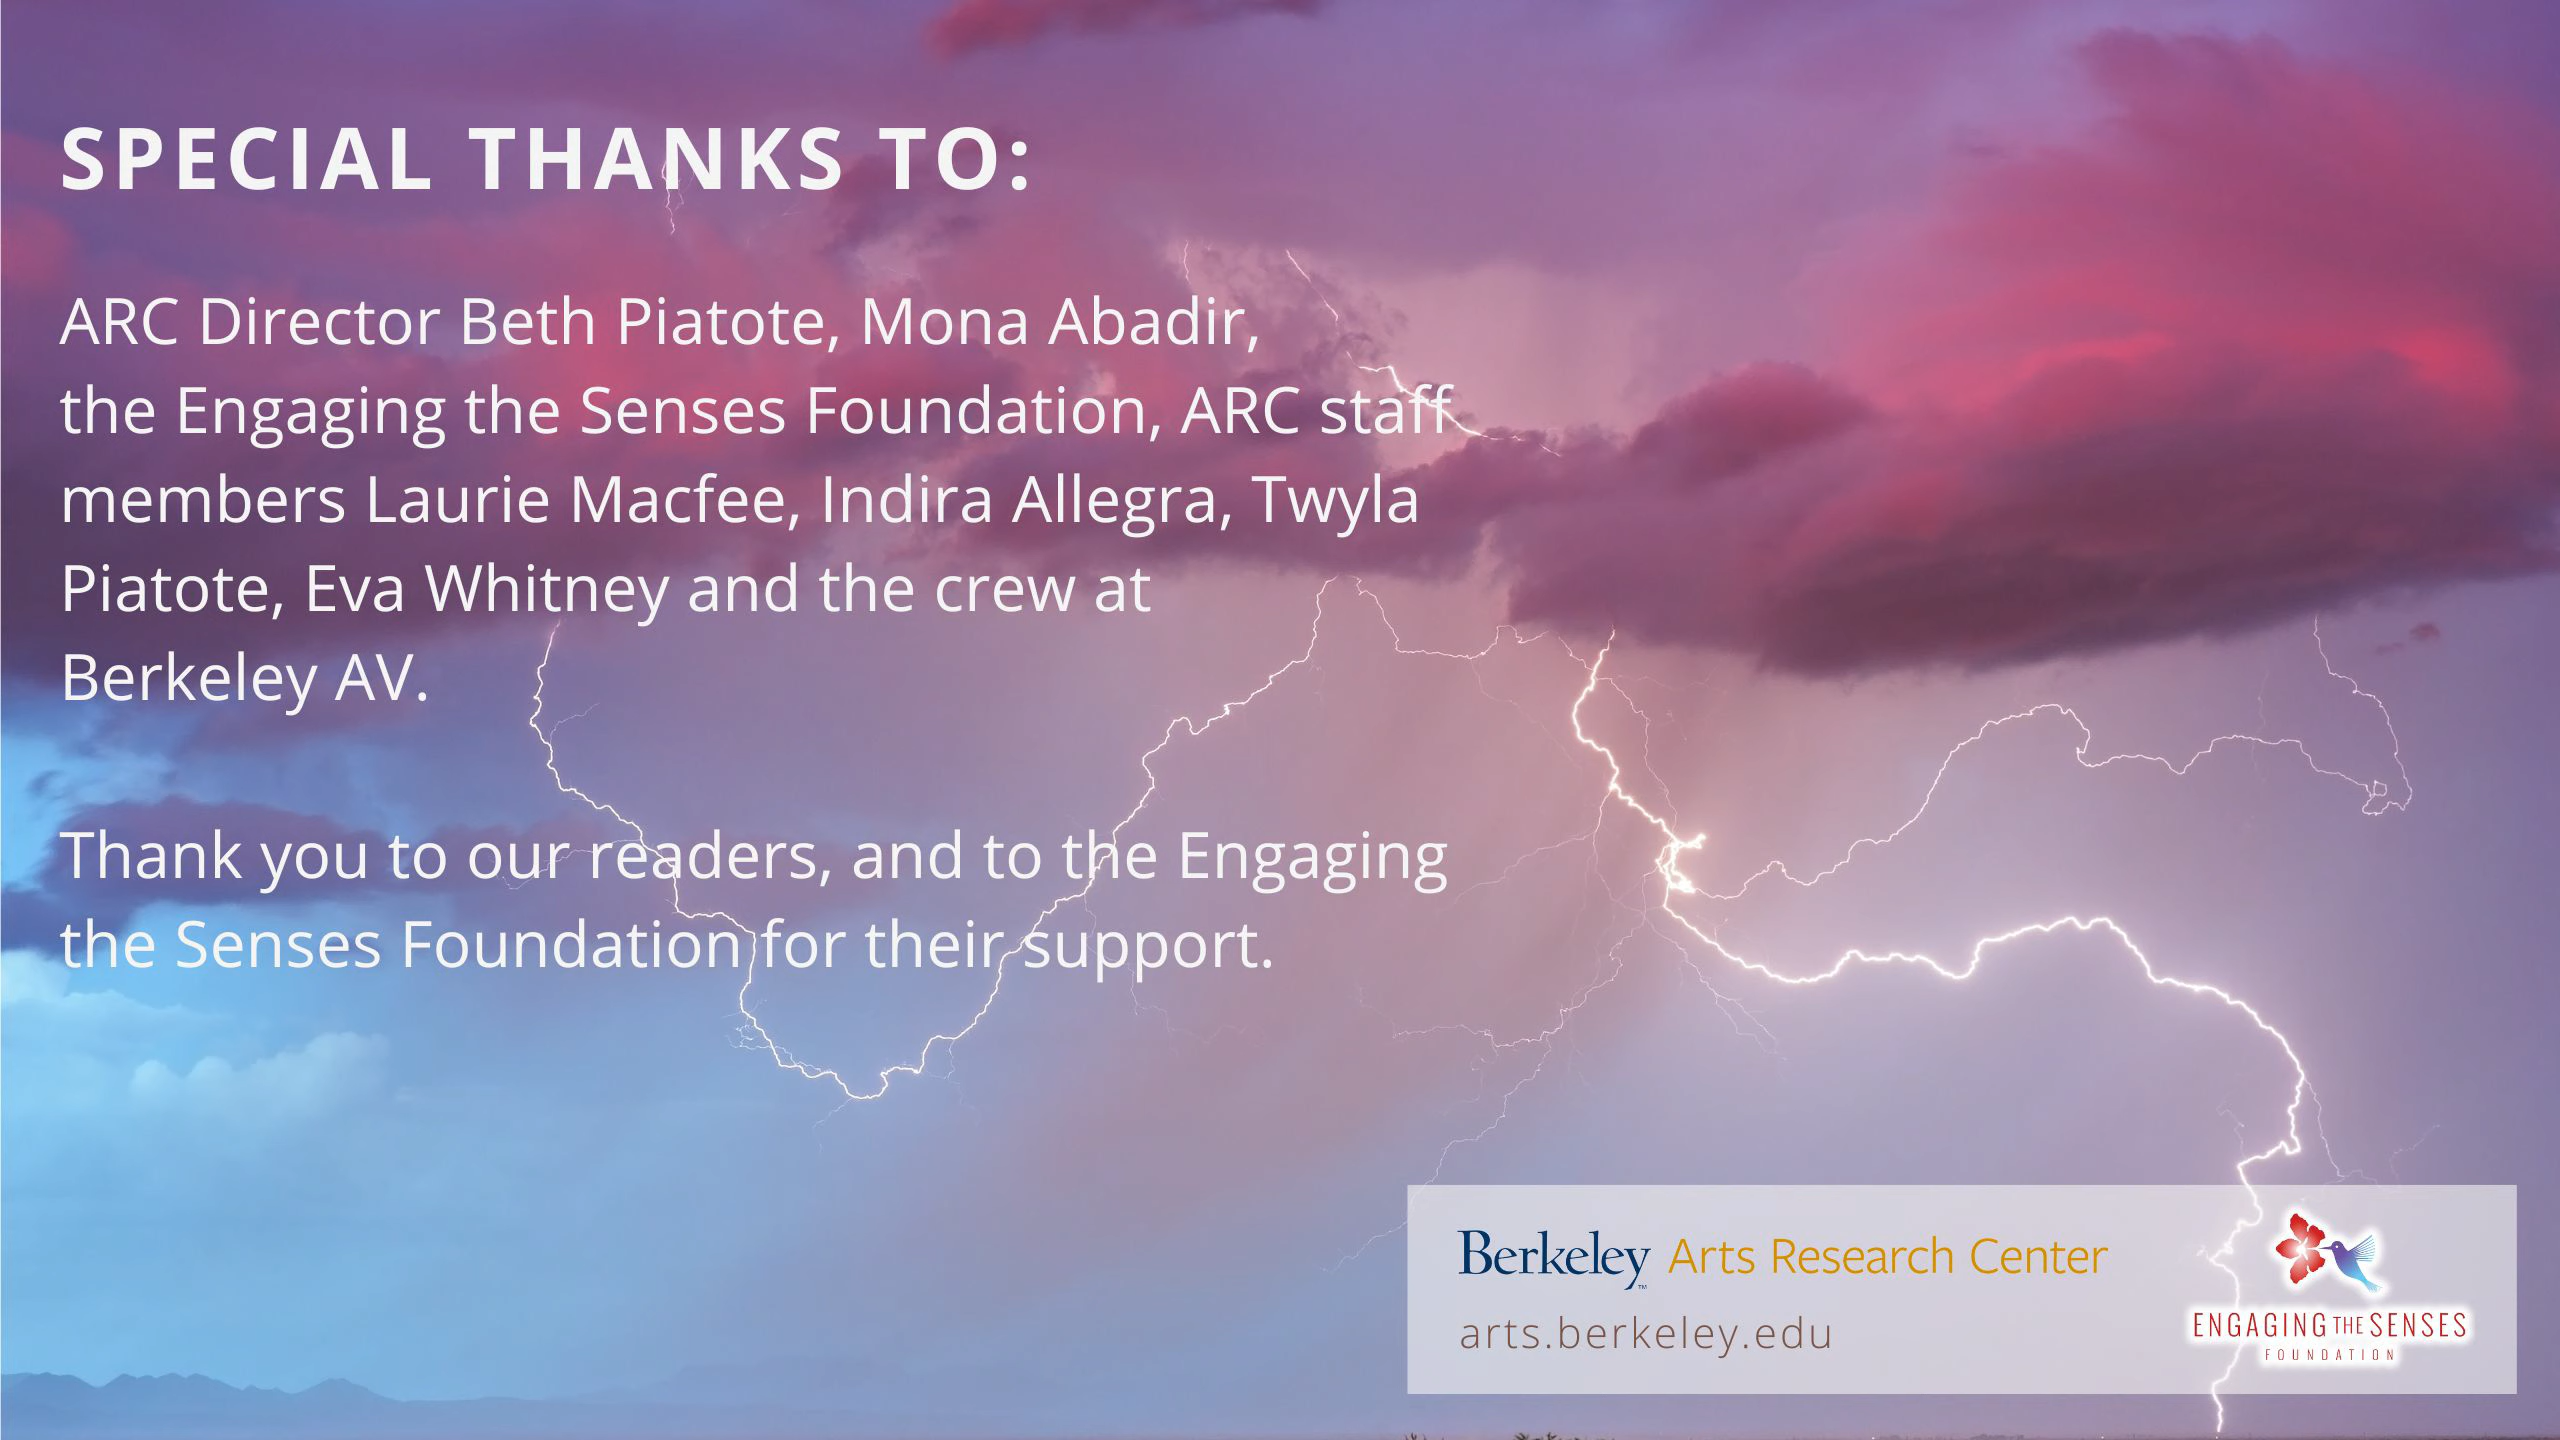 SPECIAL THANKS TO:
ARC Director Beth Piatote, Mona Abadir,
the Engaging the Senses Foundation, ARC staff
members Laurie Macfee, Indira Allegra, Twyla
Piatote, Eva Whitney and the crew at
Berkeley AV.
Thank you to our readers, and to the Engaging
the Senses Foundation for their support.
Berkeley™ Arts Research Center
arts.berkeley.edu
ENGAGING THE SENSES
FOUNDATION